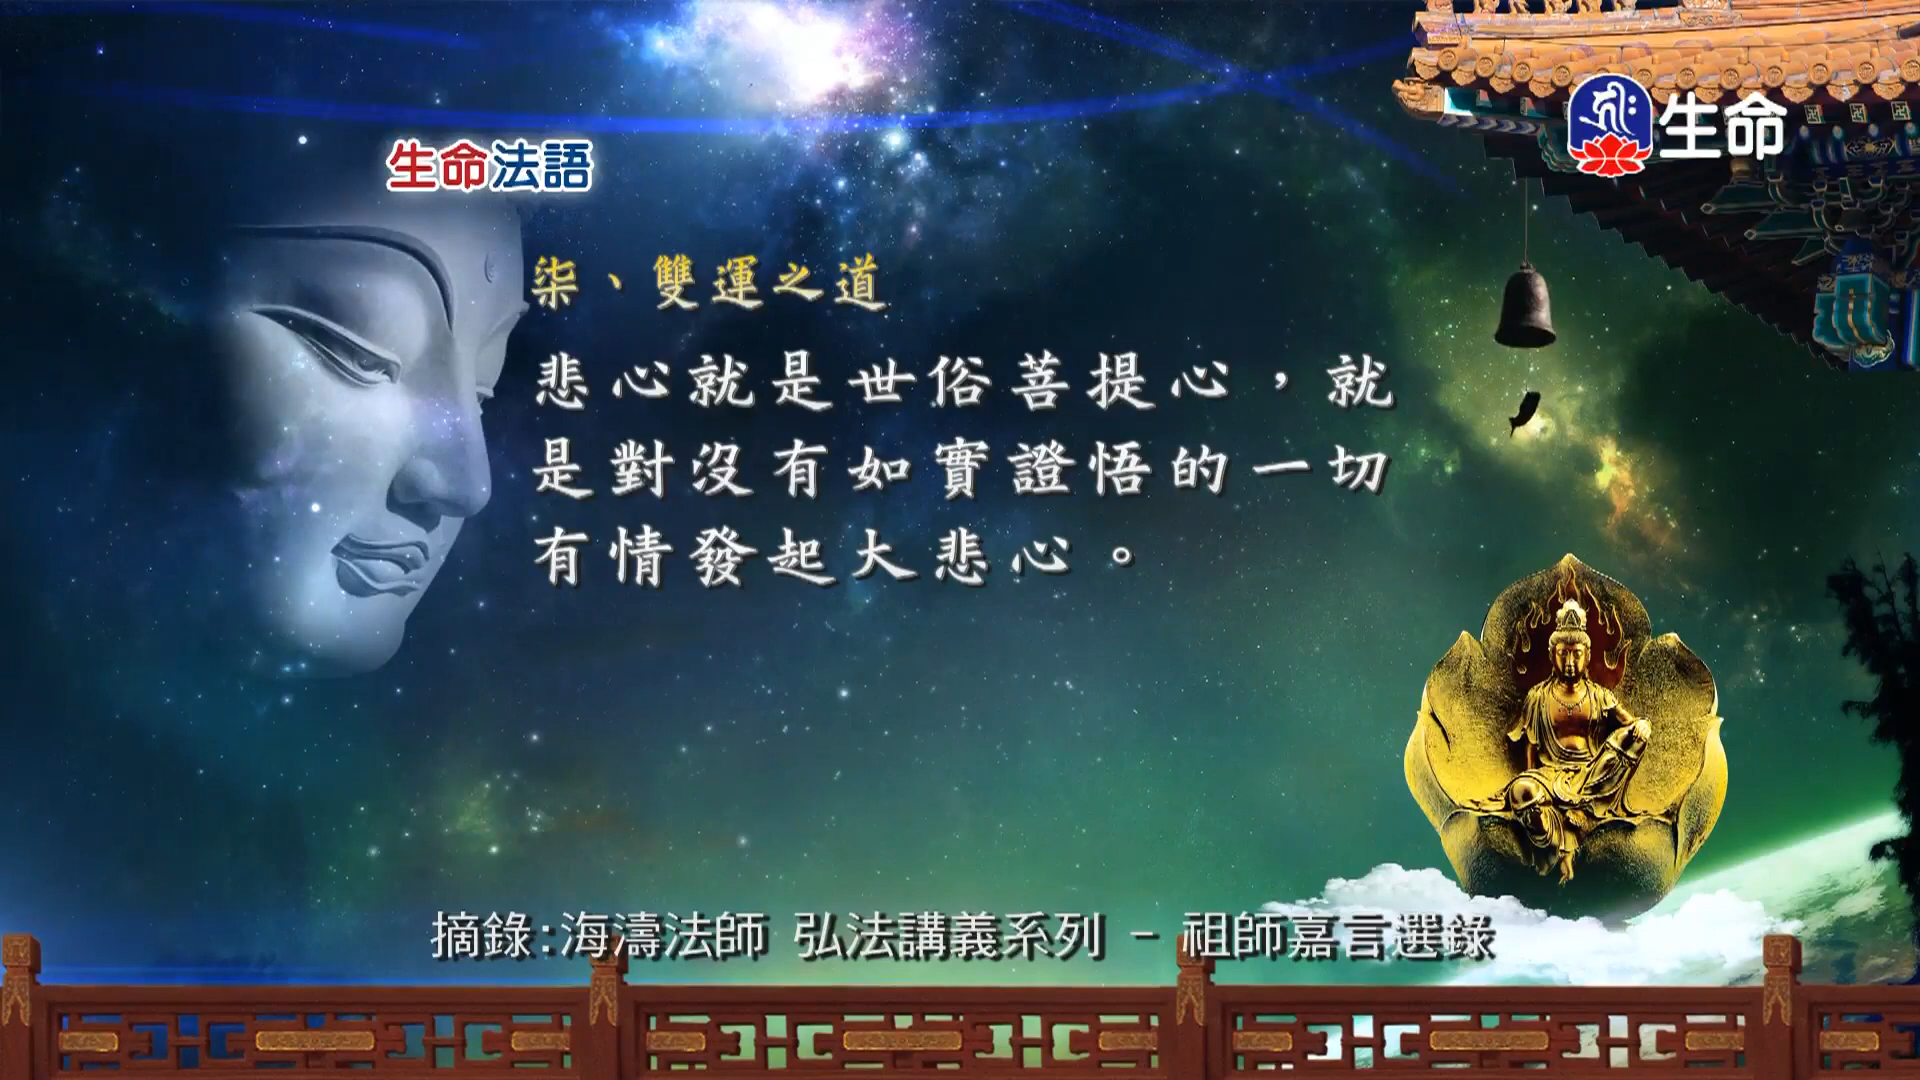 生命
生命法語
柒、雙運之道
悲心就是世俗菩提心，就
是對沒有如實證悟的一切
有情發起大悲心。
摘錄:海濤法師 弘法講義系列 - 祖師嘉言選錄